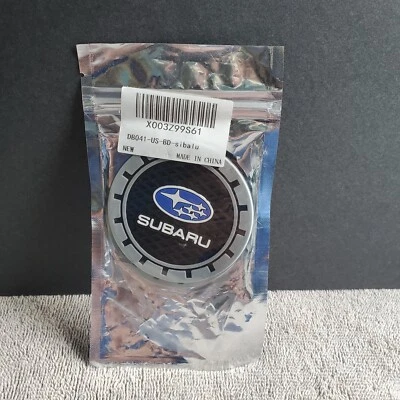 X003Z99S61
DB041-US-BD-sibalu
NEW MADE IN CHINA
SUBARU